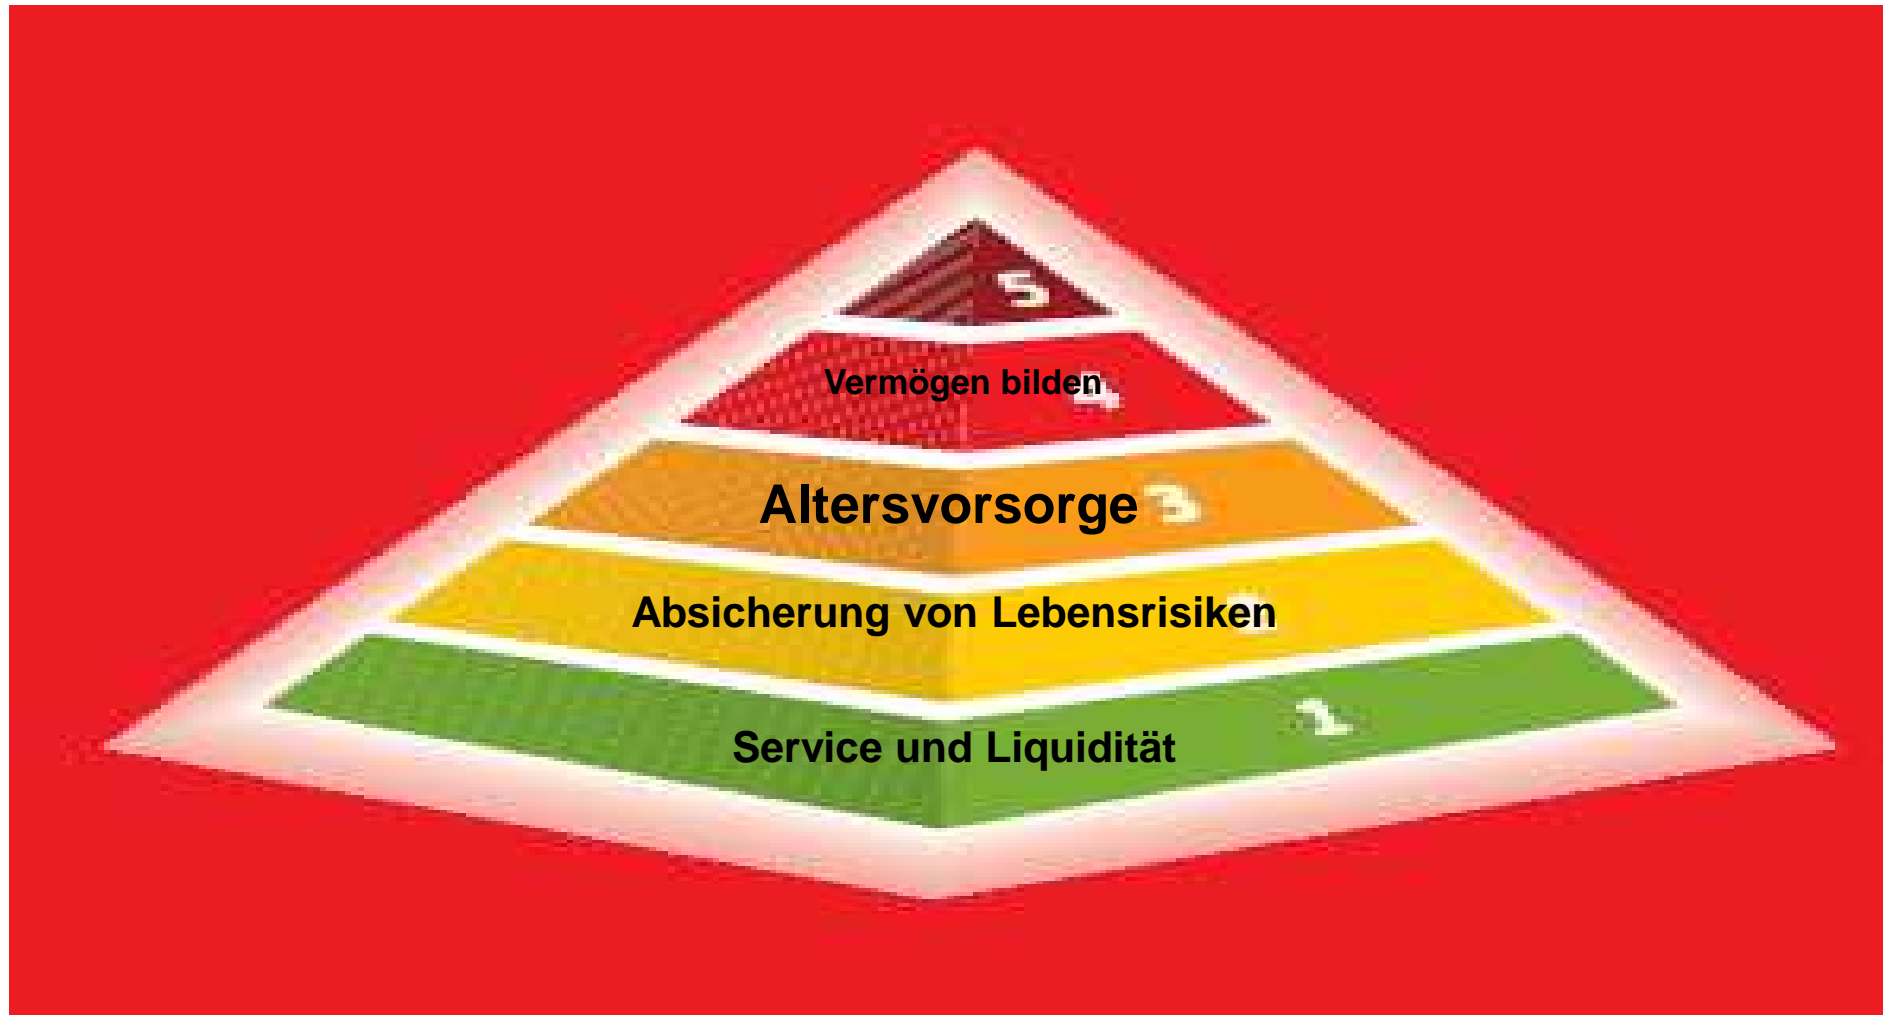 5
Vermögen bilden 4
Altersvorsorge 3
Absicherung von Lebensrisiken
1
Service und Liquidität